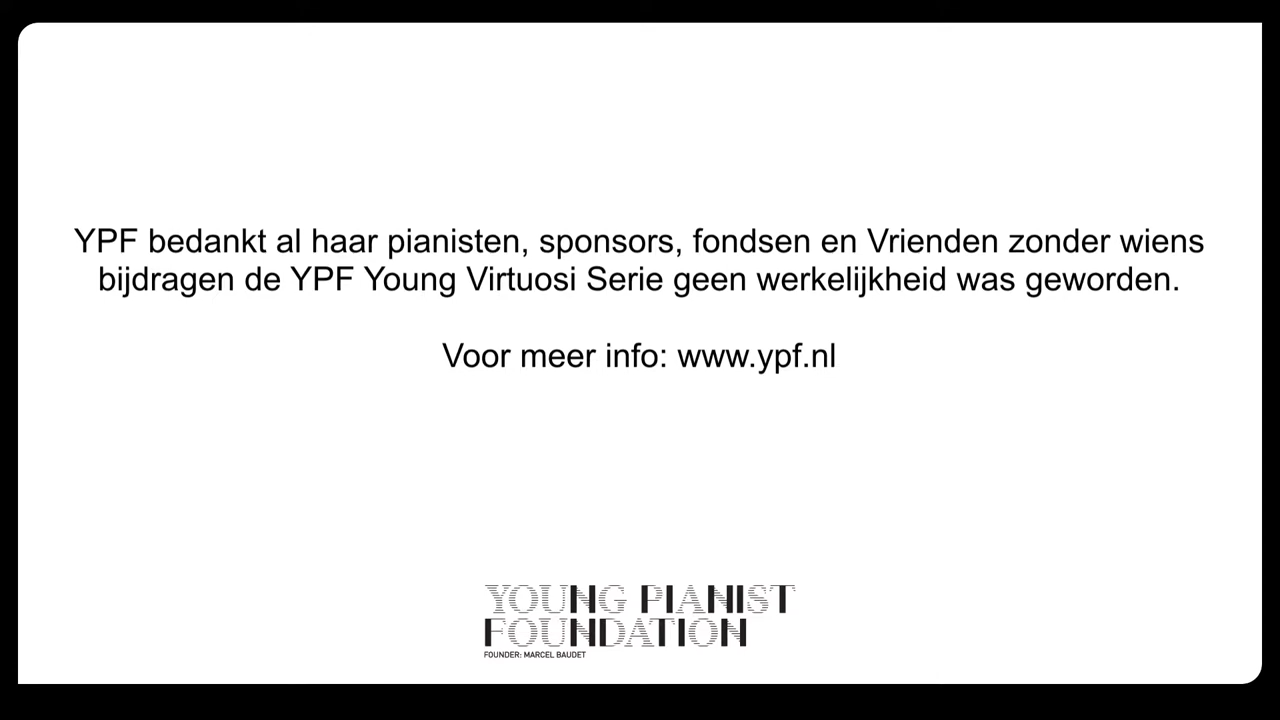 YPF bedankt al haar pianisten, sponsors, fondsen en Vrienden zonder wiens
bijdragen de YPF Young Virtuosi Serie geen werkelijkheid was geworden.
Voor meer info: www.ypf.nl
YOUNG PIANIST
FOUNDATION
FOUNDER: MARCEL BAUDET